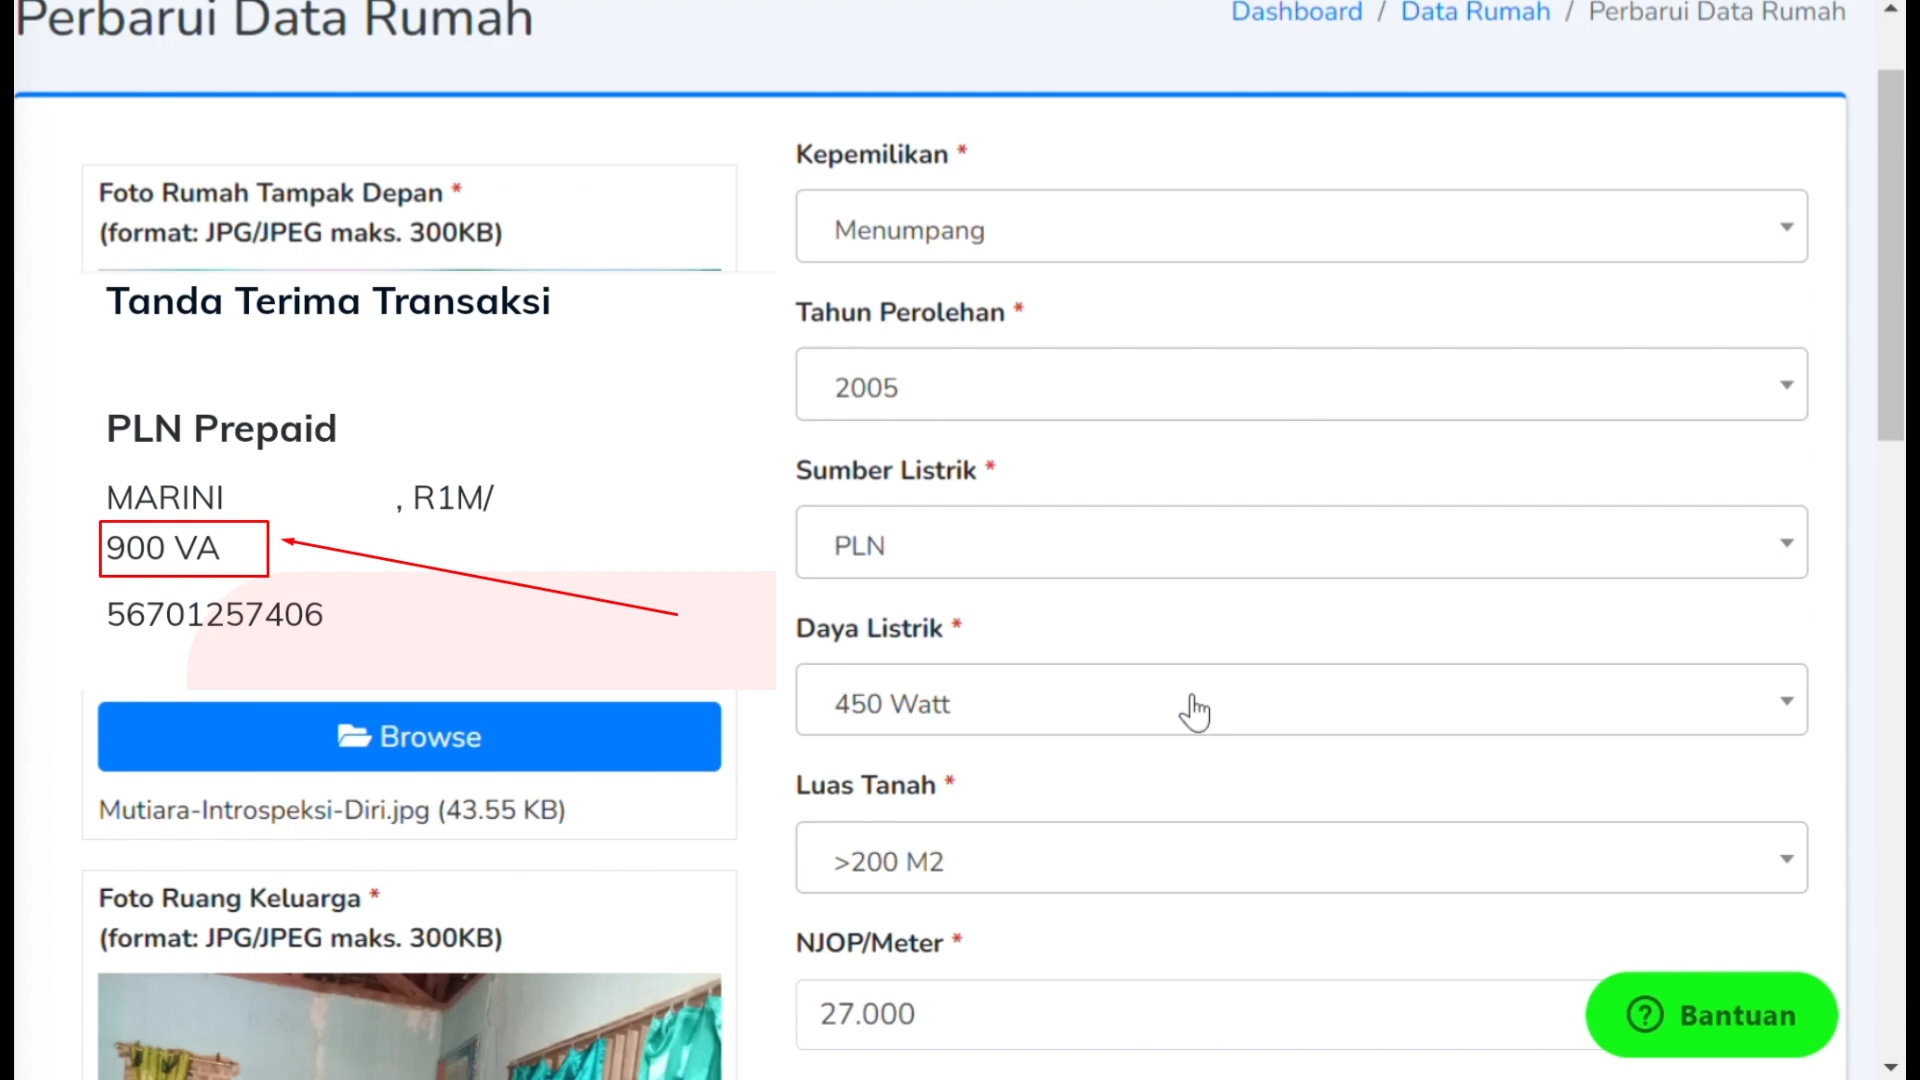 Perbarui Data Rumah
Dashboard / Data Rumah / Perbarui Data Rumah
Foto Rumah Tampak Depan *
(format: JPG/JPEG maks. 300KB)
Tanda Terima Transaksi
PLN Prepaid
MARINI , R1M/
900 VA
56701257406
Browse
Mutiara-Introspeksi-Diri.jpg (43.55 KB)
Foto Ruang Keluarga *
(format: JPG/JPEG maks. 300KB)
Kepemilikan *
Menumpang
Tahun Perolehan *
2005
Sumber Listrik *
PLN
Daya Listrik *
450 Watt
Luas Tanah *
>200 M2
NJOP/Meter *
27.000
Bantuan